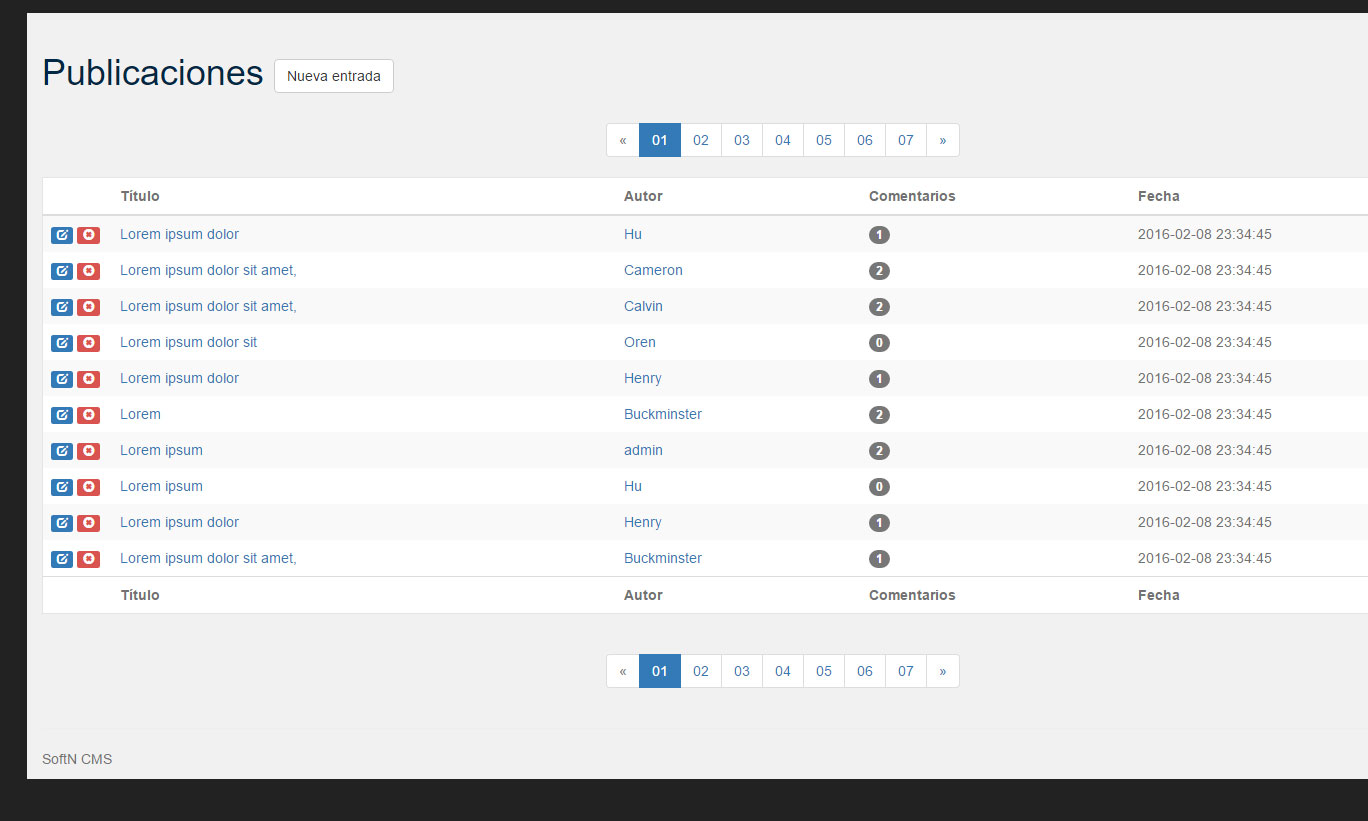 Publicaciones Nueva entrada
« 01 02 03 04 05 06 07 »
Título Autor Comentarios Fecha
Lorem ipsum dolor Hu 1 2016-02-08 23:34:45
Lorem ipsum dolor sit amet, Cameron 2 2016-02-08 23:34:45
Lorem ipsum dolor sit amet, Calvin 2 2016-02-08 23:34:45
Lorem ipsum dolor sit Oren 0 2016-02-08 23:34:45
Lorem ipsum dolor Henry 1 2016-02-08 23:34:45
Lorem Buckminster 2 2016-02-08 23:34:45
Lorem ipsum admin 2 2016-02-08 23:34:45
Lorem ipsum Hu 0 2016-02-08 23:34:45
Lorem ipsum dolor Henry 1 2016-02-08 23:34:45
Lorem ipsum dolor sit amet, Buckminster 1 2016-02-08 23:34:45
Título Autor Comentarios Fecha
« 01 02 03 04 05 06 07 »
SoftN CMS